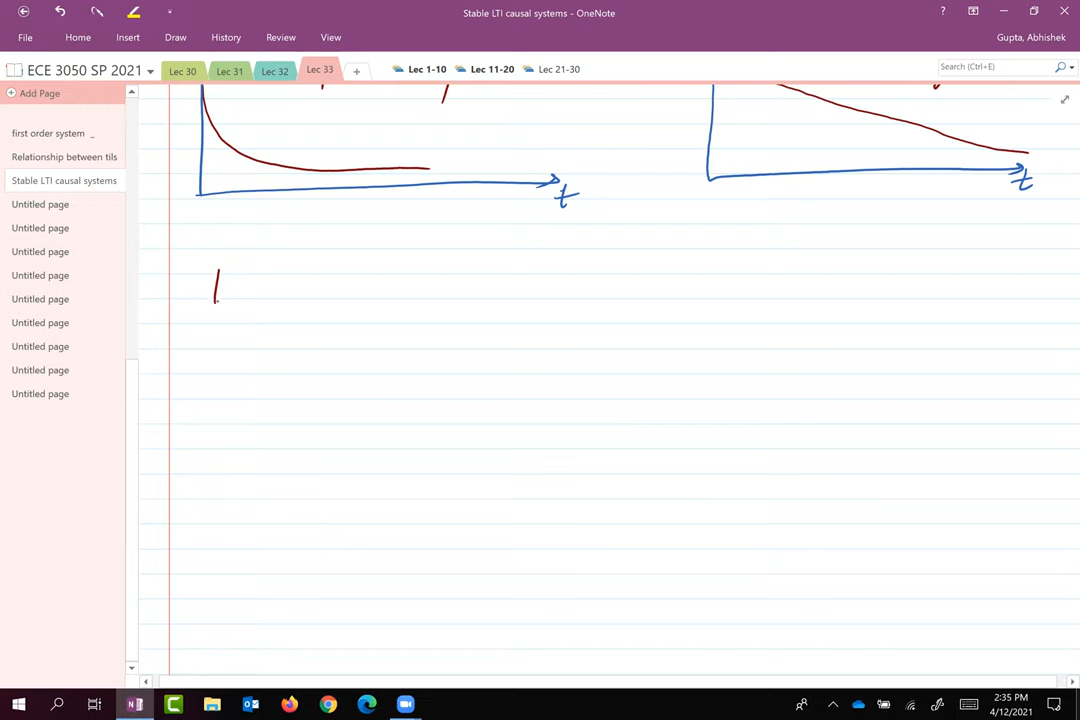 Stable LTI causal systems - OneNote
?
File Home Insert Draw History Review View
Gupta, Abhishek
ECE 3050 SP 2021
Lec 30 Lec 31 Lec 32 Lec 33 +
Lec 1-10 Lec 11-20 Lec 21-30
Search (Ctrl+E)
Add Page
first order system _
Relationship between tils
Stable LTI causal systems
Untitled page
Untitled page
Untitled page
Untitled page
Untitled page
Untitled page
Untitled page
Untitled page
Untitled page
t
t
2:35 PM
4/12/2021